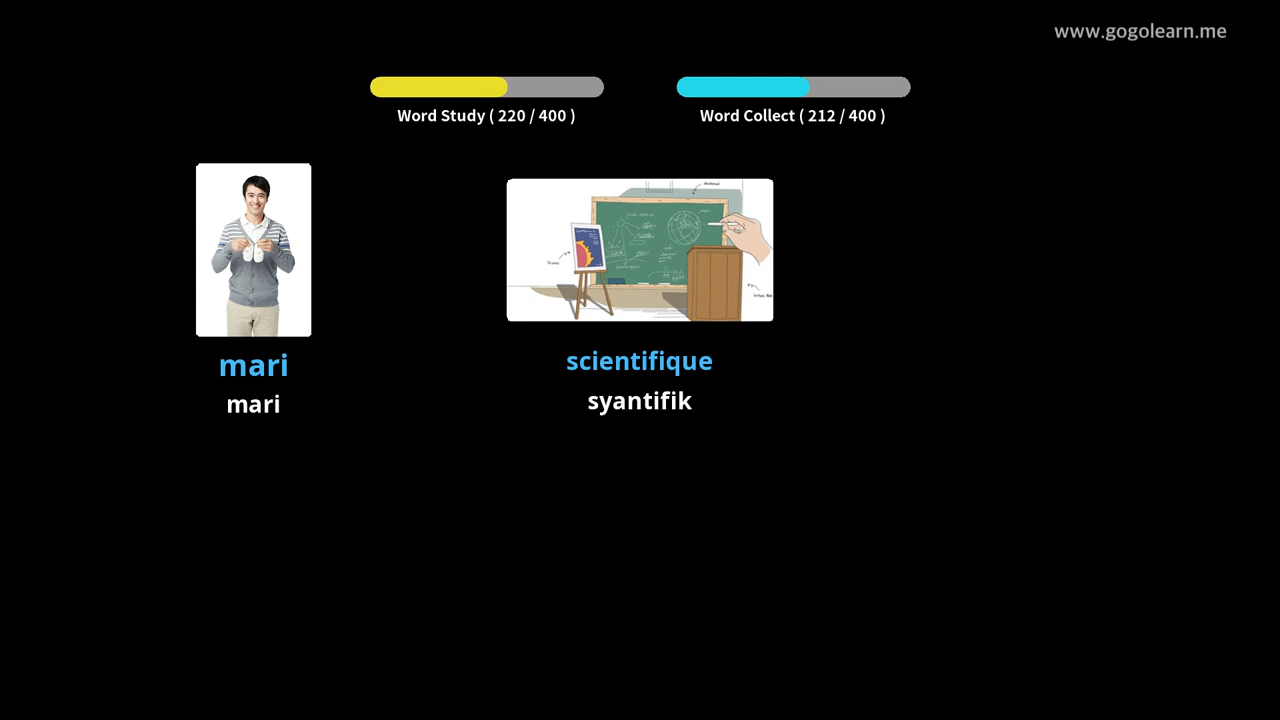 www.gogolearn.me
Word Study ( 220 / 400 )
Word Collect ( 212 / 400 )
mari
mari
scientifique
syantifik